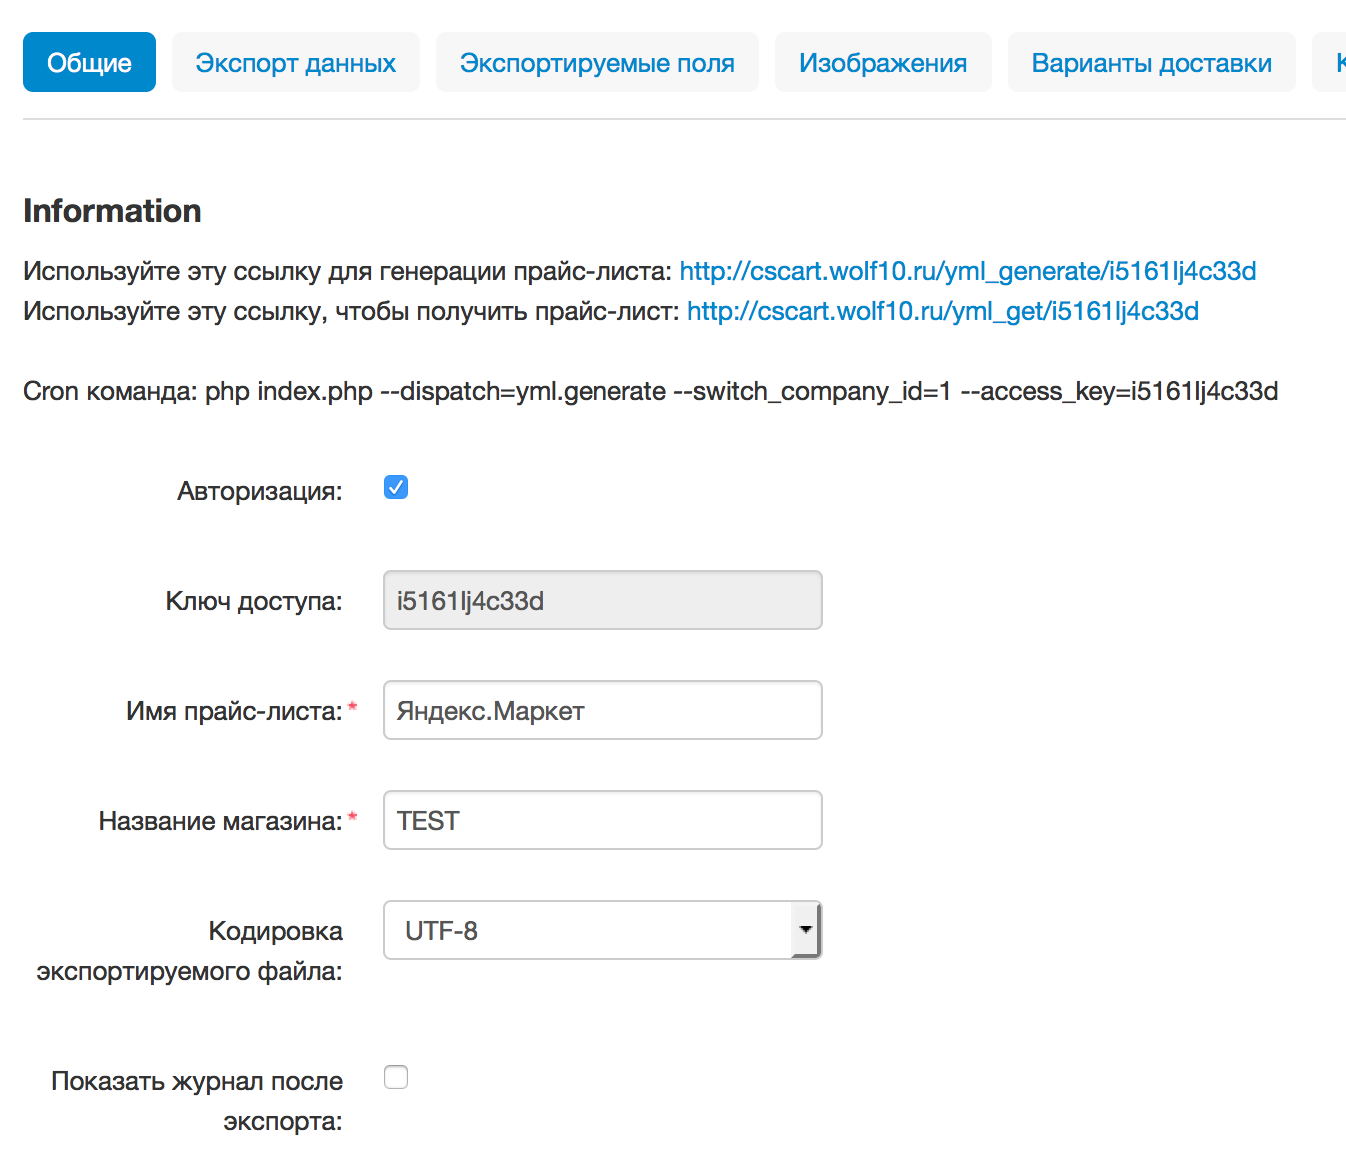 Общие Экспорт данных Экспортируемые поля Изображения Варианты доставки
Information
Используйте эту ссылку для генерации прайс-листа: http://cscart.wolf10.ru/yml_generate/i5161lj4c33d
Используйте эту ссылку, чтобы получить прайс-лист: http://cscart.wolf10.ru/yml_get/i5161lj4c33d
Cron команда: php index.php --dispatch=yml.generate --switch_company_id=1 --access_key=i5161lj4c33d
Авторизация:
Ключ доступа: i5161lj4c33d
Имя прайс-листа:* Яндекс.Маркет
Название магазина:* TEST
Кодировка UTF-8
экспортируемого файла:
Показать журнал после
экспорта: